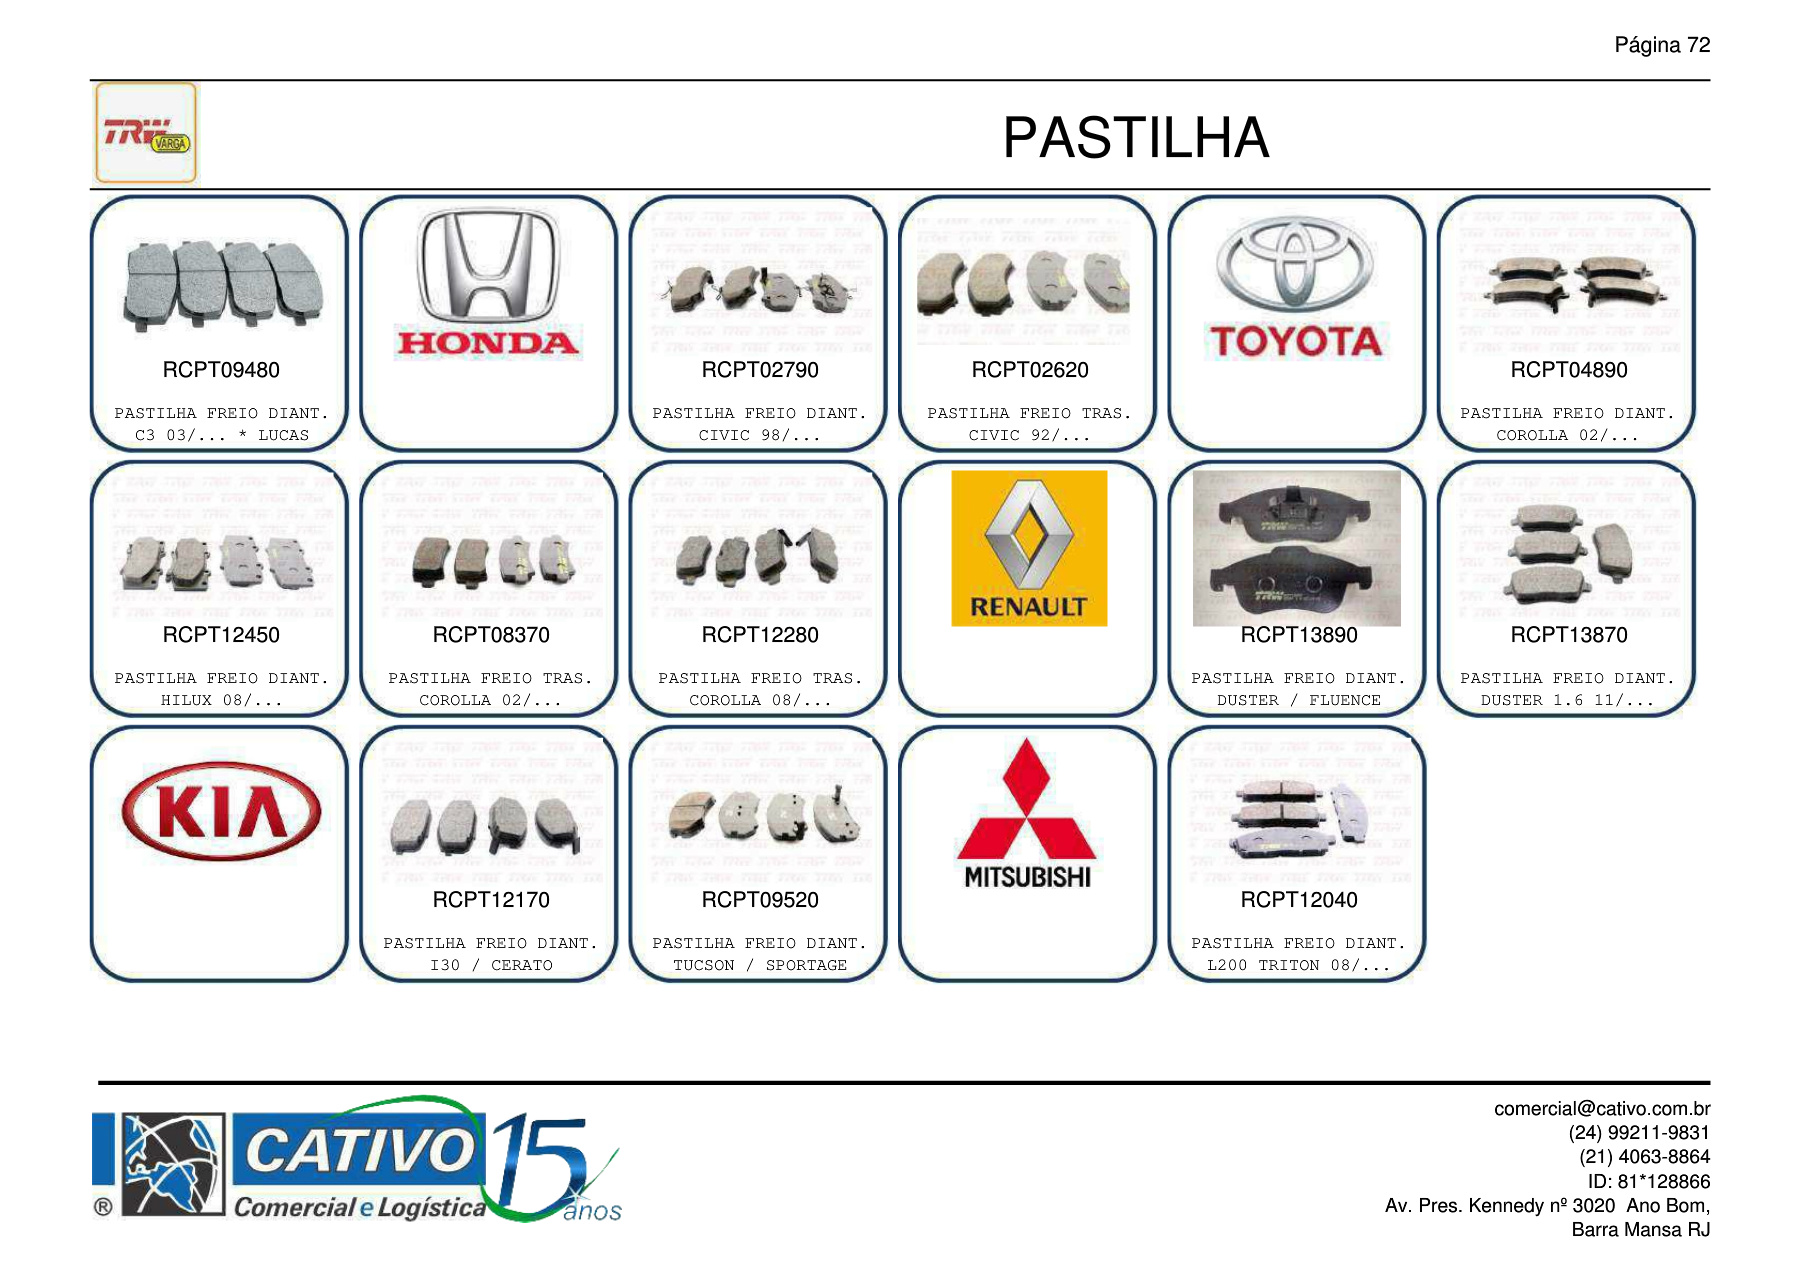 Página 72
TRW
VARGA
PASTILHA
RCPT09480
PASTILHA FREIO DIANT.
C3 03/... * LUCAS
HONDA
RCPT02790
PASTILHA FREIO DIANT.
CIVIC 98/...
RCPT02620
PASTILHA FREIO TRAS.
CIVIC 92/...
TOYOTA
RCPT04890
PASTILHA FREIO DIANT.
COROLLA 02/...
RCPT12450
PASTILHA FREIO DIANT.
HILUX 08/...
RCPT08370
PASTILHA FREIO TRAS.
COROLLA 02/...
RCPT12280
PASTILHA FREIO TRAS.
COROLLA 08/...
RENAULT
RCPT13890
PASTILHA FREIO DIANT.
DUSTER / FLUENCE
RCPT13870
PASTILHA FREIO DIANT.
DUSTER 1.6 11/...
KIA
RCPT12170
PASTILHA FREIO DIANT.
I30 / CERATO
RCPT09520
PASTILHA FREIO DIANT.
TUCSON / SPORTAGE
MITSUBISHI
RCPT12040
PASTILHA FREIO DIANT.
L200 TRITON 08/...
CATIVO
15
anos
® Comercial e Logística
comercial@cativo.com.br
(24) 99211-9831
(21) 4063-8864
ID: 81*128866
Av. Pres. Kennedy nº 3020 Ano Bom,
Barra Mansa RJ